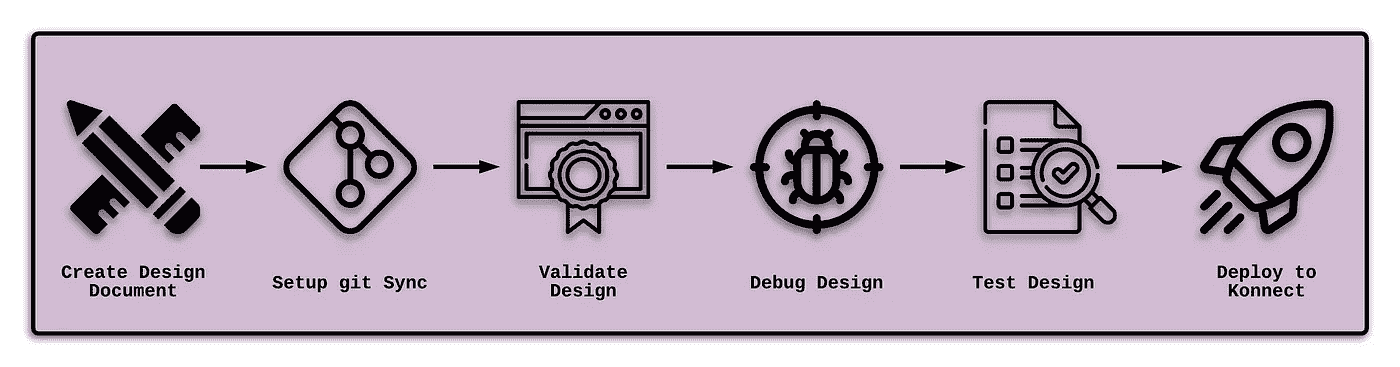 Create Design
Document
Setup git Sync
Validate
Design
Debug Design
Test Design
Deploy to
Konnect